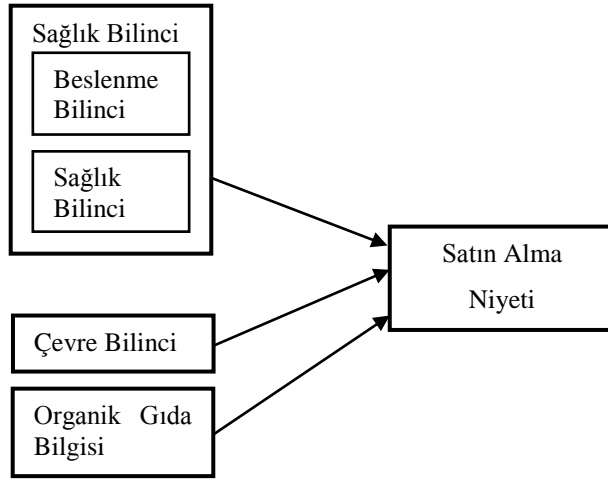 Sağlık Bilinci
Beslenme
Bilinci
Sağlık
Bilinci
Satın Alma
Niyeti
Çevre Bilinci
Organik Gıda
Bilgisi